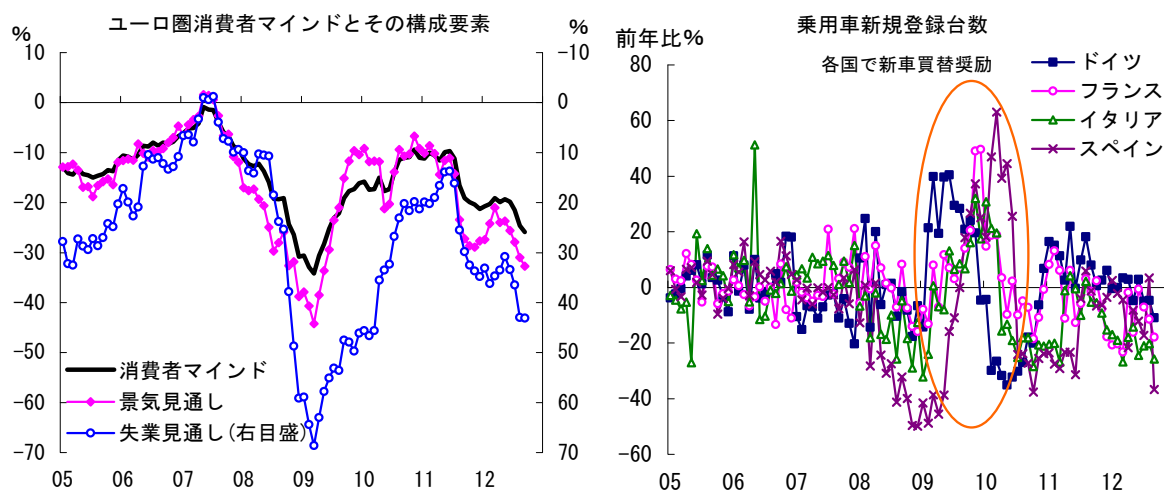 ユーロ圏消費者マインドとその構成要素
%
%
10
0
-10
-20
-30
-40
-50
-60
-70
-10
0
10
20
30
40
50
60
70
消費者マインド
景気見通し
失業見通し(右目盛)
05 06 07 08 09 10 11 12
乗用車新規登録台数
前年比%
各国で新車買替奨励
ドイツ
フランス
イタリア
スペイン
80
60
40
20
0
-20
-40
-60
05 06 07 08 09 10 11 12